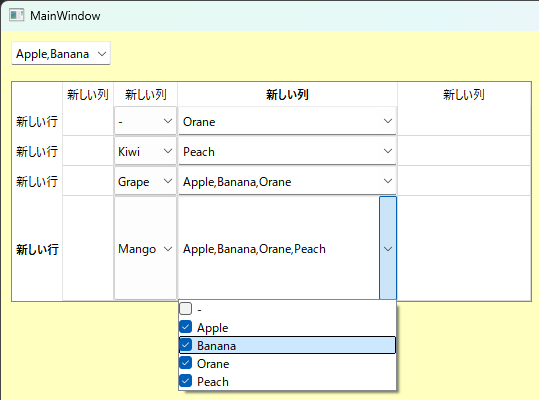 MainWindow
Apple,Banana
新しい列 新しい列 新しい列 新しい列
新しい行 - Orane
新しい行 Kiwi Peach
新しい行 Grape Apple,Banana,Orane
新しい行 Mango Apple,Banana,Orane,Peach
-
Apple
Banana
Orane
Peach